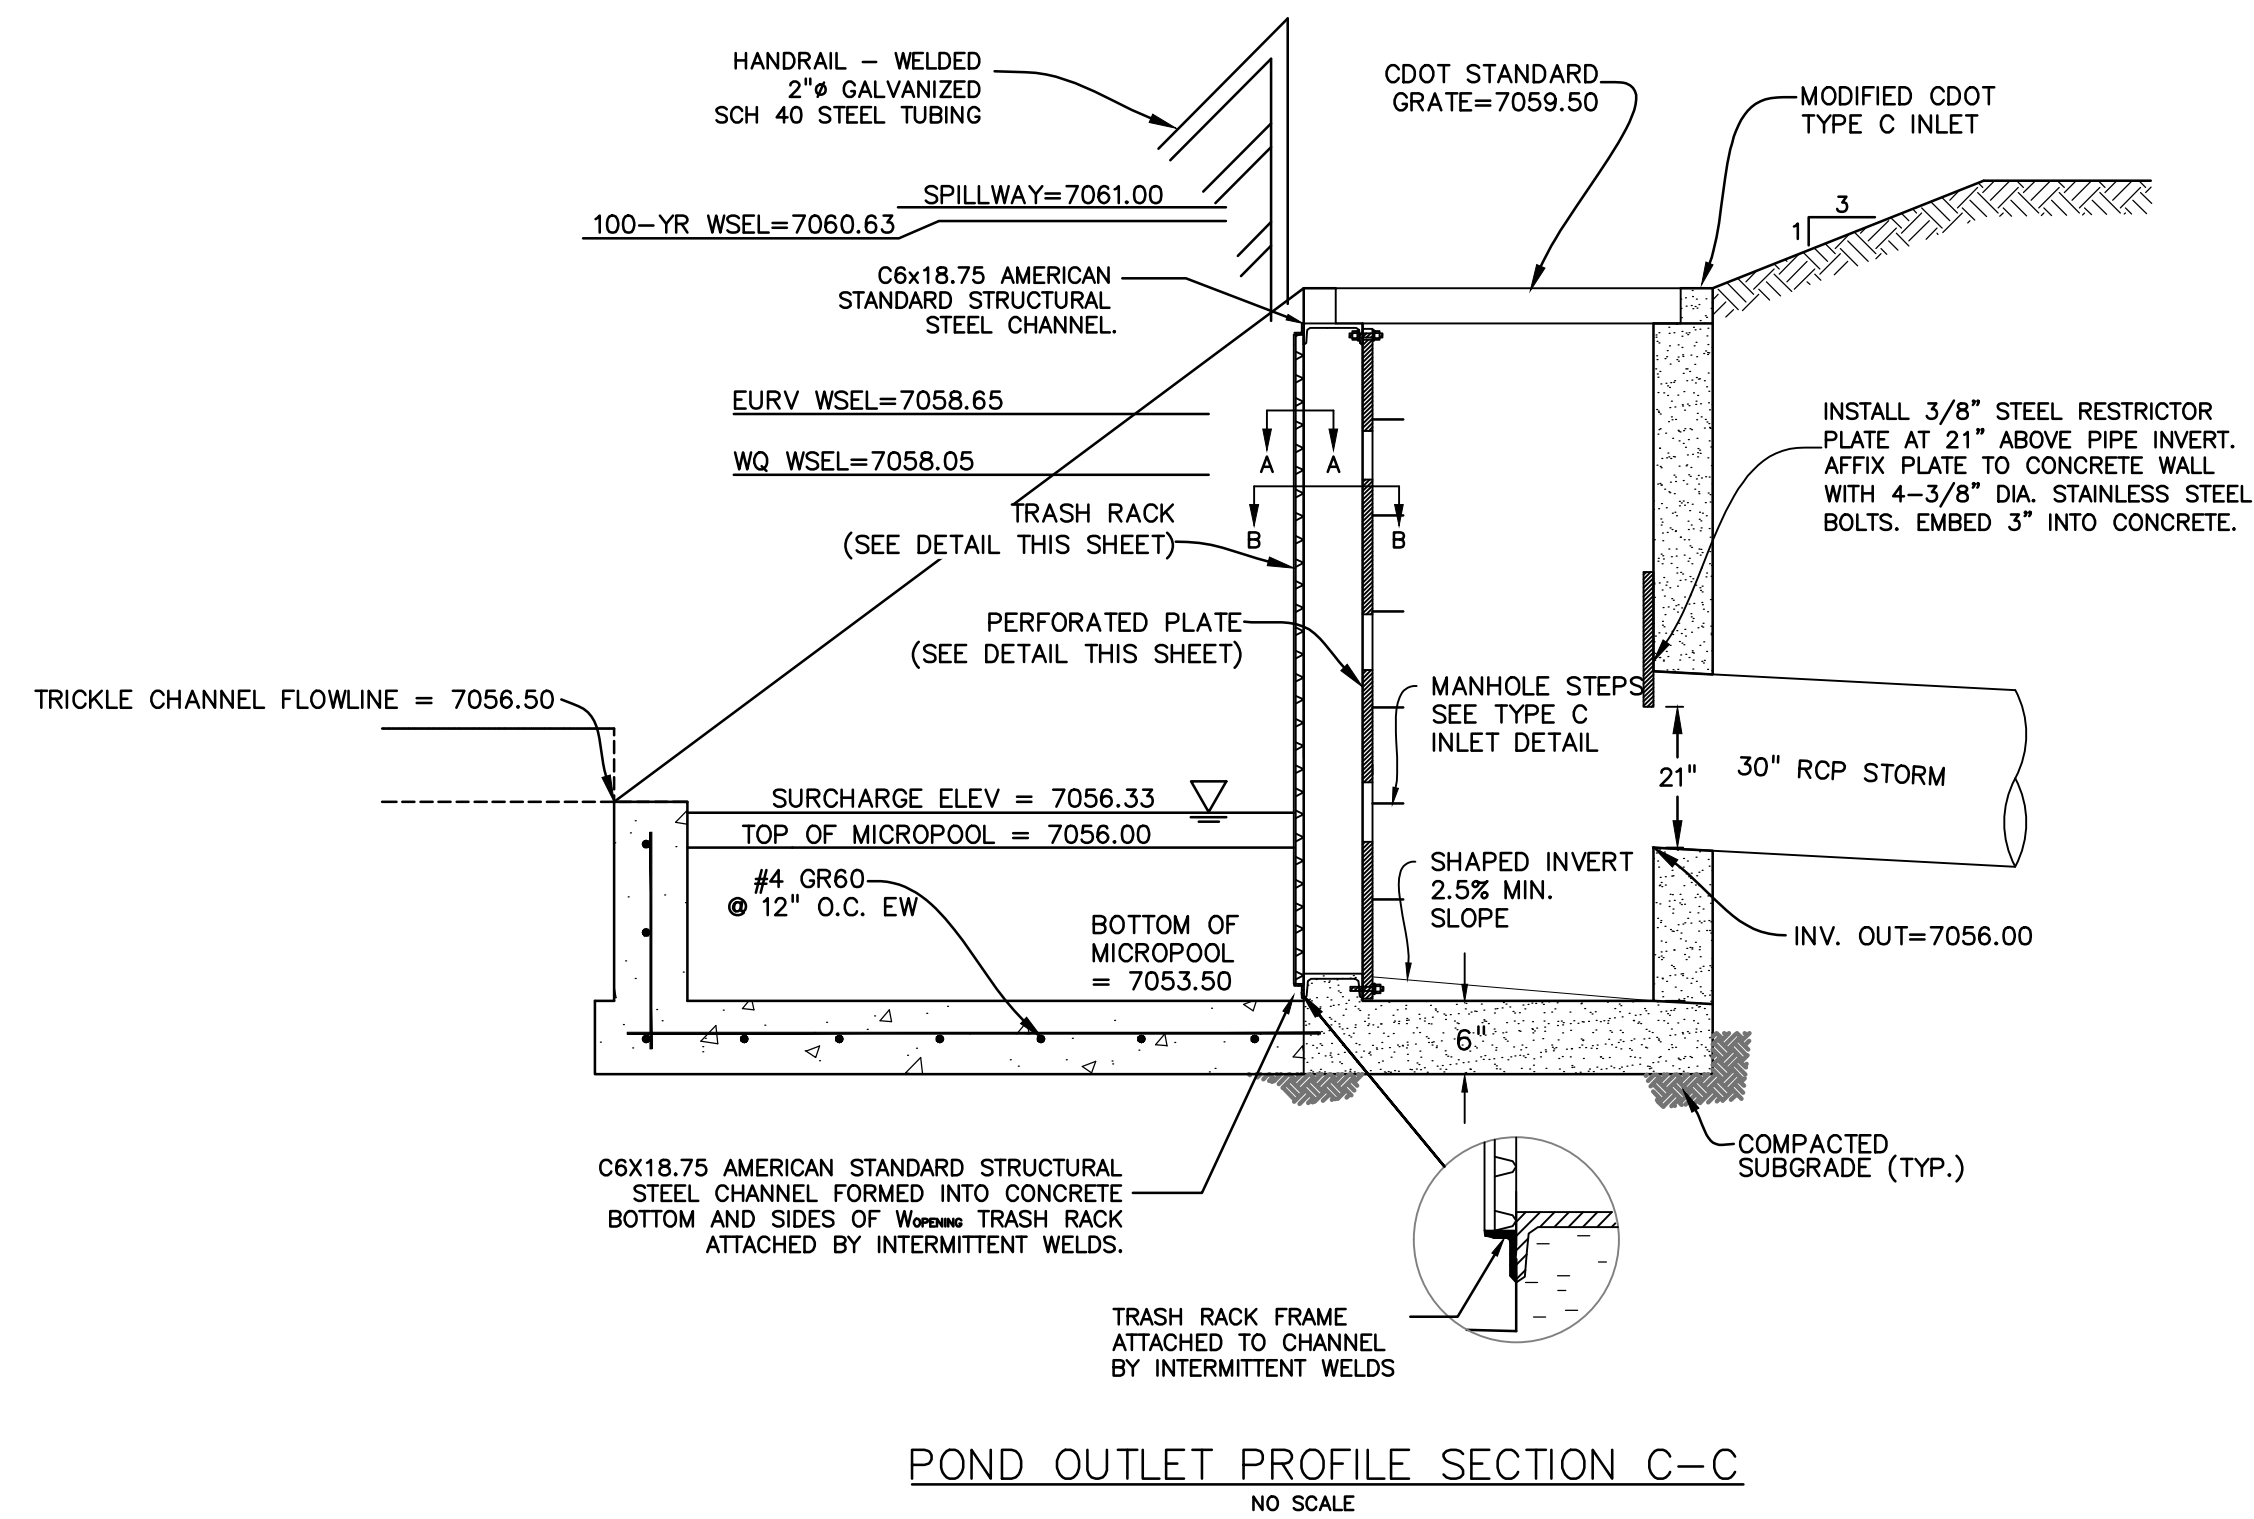 HANDRAIL - WELDED
2"ø GALVANIZED
SCH 40 STEEL TUBING
CDOT STANDARD
GRATE=7059.50
MODIFIED CDOT
TYPE C INLET
SPILLWAY=7061.00
100-YR WSEL=7060.63
3
1
C6x18.75 AMERICAN
STANDARD STRUCTURAL
STEEL CHANNEL.
EURV WSEL=7058.65
WQ WSEL=7058.05
A
A
B
B
INSTALL 3/8" STEEL RESTRICTOR
PLATE AT 21" ABOVE PIPE INVERT.
AFFIX PLATE TO CONCRETE WALL
WITH 4-3/8" DIA. STAINLESS STEEL
BOLTS. EMBED 3" INTO CONCRETE.
TRASH RACK
(SEE DETAIL THIS SHEET)
PERFORATED PLATE
(SEE DETAIL THIS SHEET)
TRICKLE CHANNEL FLOWLINE = 7056.50
MANHOLE STEPS
SEE TYPE C
INLET DETAIL
21"
30" RCP STORM
SURCHARGE ELEV = 7056.33
TOP OF MICROPOOL = 7056.00
#4 GR60
@ 12" O.C. EW
SHAPED INVERT
2.5% MIN.
SLOPE
BOTTOM OF
MICROPOOL
= 7053.50
INV. OUT=7056.00
6"
COMPACTED
SUBGRADE (TYP.)
C6X18.75 AMERICAN STANDARD STRUCTURAL
STEEL CHANNEL FORMED INTO CONCRETE
BOTTOM AND SIDES OF WOPENING TRASH RACK
ATTACHED BY INTERMITTENT WELDS.
TRASH RACK FRAME
ATTACHED TO CHANNEL
BY INTERMITTENT WELDS
POND OUTLET PROFILE SECTION C-C
NO SCALE